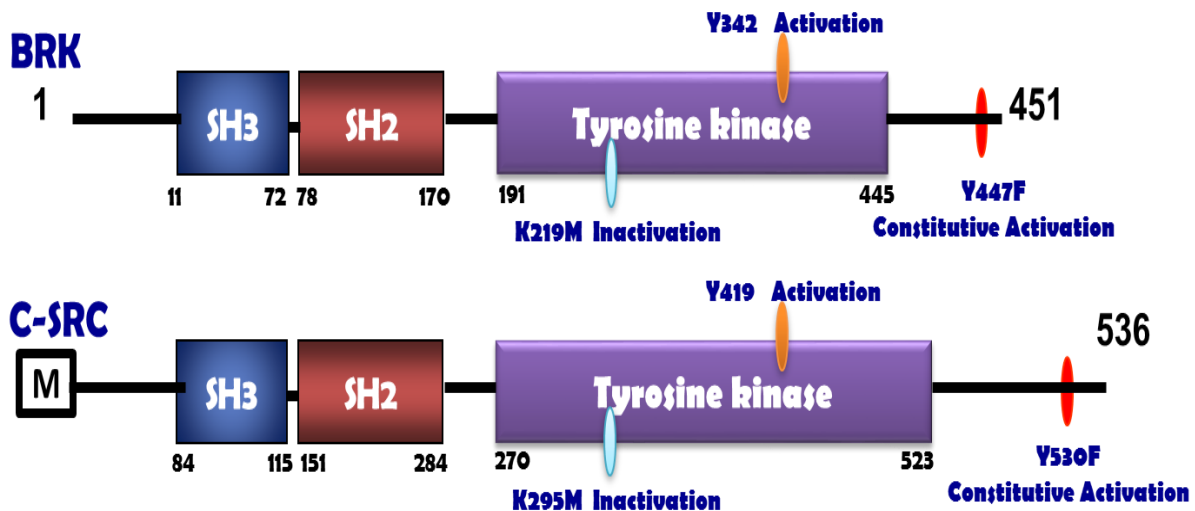 Y342 Activation
BRK
1
SH3
SH2
Tyrosine kinase
451
11
72
78
170
191
445
Y447F
Constitutive Activation
K219M Inactivation
C-SRC
Y419 Activation
536
M
SH3
SH2
Tyrosine kinase
84
115
151
284
270
523
Y530F
Constitutive Activation
K295M Inactivation